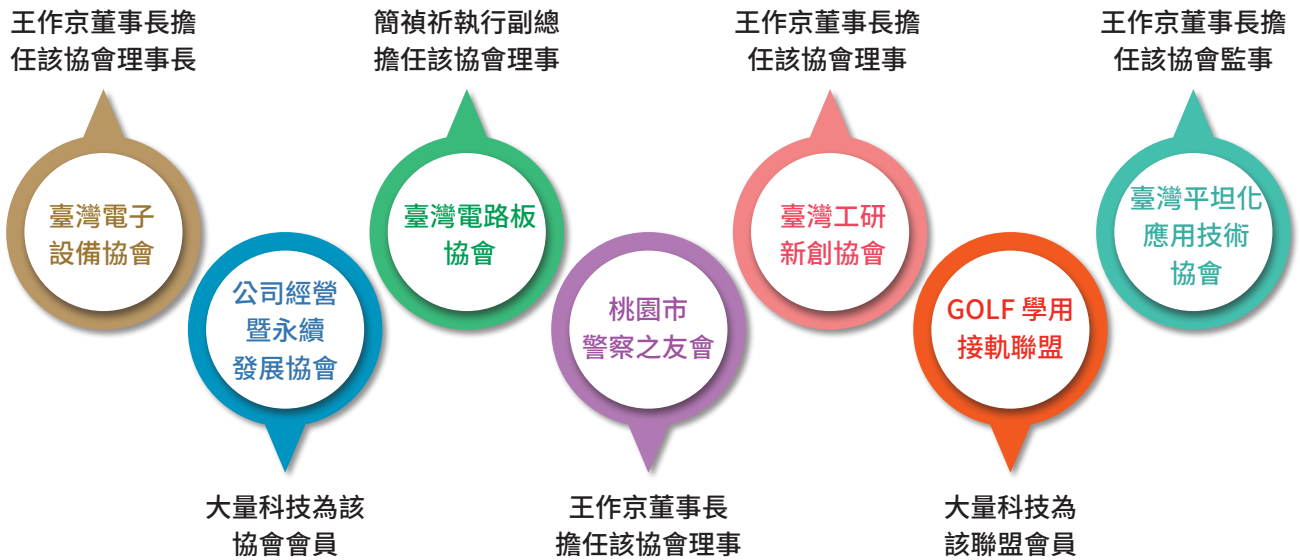 王作京董事長擔
任該協會理事長
臺灣電子
設備協會
公司經營
暨永續
發展協會
大量科技為該
協會會員
簡禎祈執行副總
擔任該協會理事
臺灣電路板
協會
桃園市
警察之友會
王作京董事長
擔任該協會理事
王作京董事長擔
任該協會理事
臺灣工研
新創協會
GOLF 學用
接軌聯盟
大量科技為
該聯盟會員
王作京董事長擔
任該協會監事
臺灣平坦化
應用技術
協會